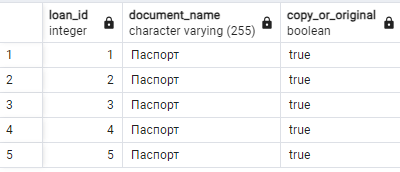 loan_id document_name copy_or_original
integer character varying (255) boolean
1 1 Паспорт true
2 2 Паспорт true
3 3 Паспорт true
4 4 Паспорт true
5 5 Паспорт true